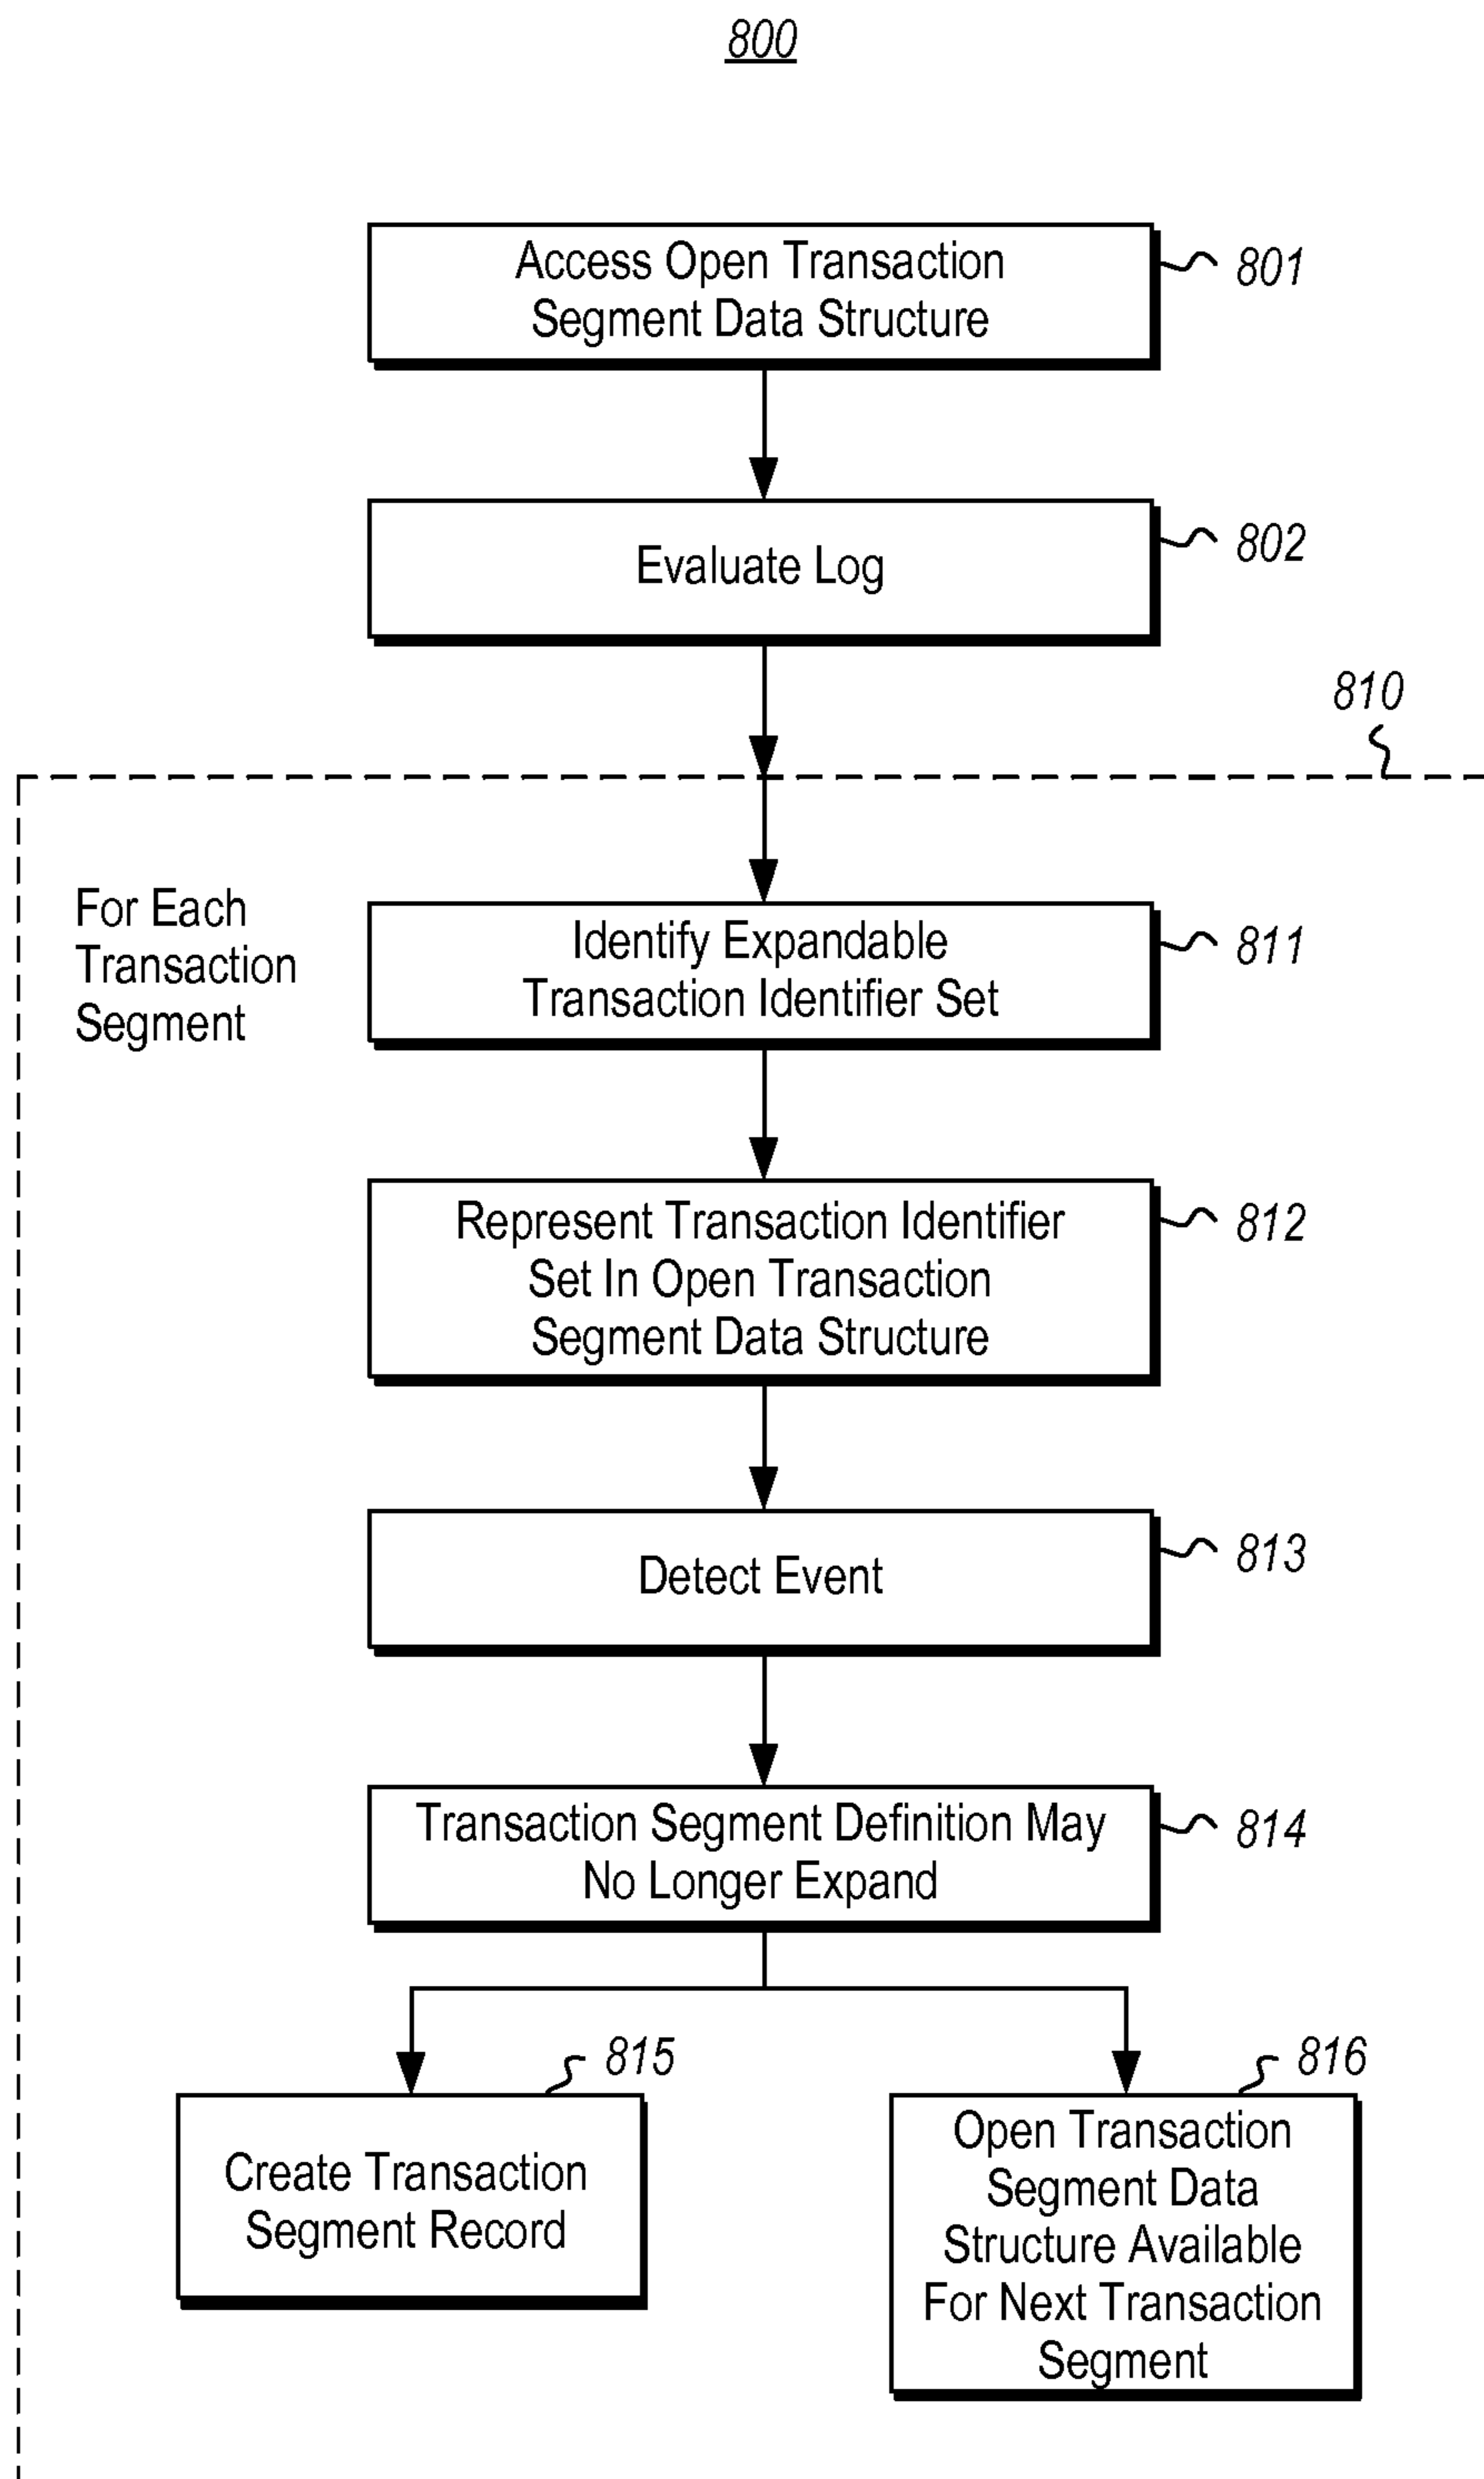 800
Access Open Transaction
Segment Data Structure
801
Evaluate Log
802
810
For Each
Transaction
Segment
Identify Expandable
Transaction Identifier Set
811
Represent Transaction Identifier
Set In Open Transaction
Segment Data Structure
812
Detect Event
813
Transaction Segment Definition May
No Longer Expand
814
815
Create Transaction
Segment Record
816
Open Transaction
Segment Data
Structure Available
For Next Transaction
Segment